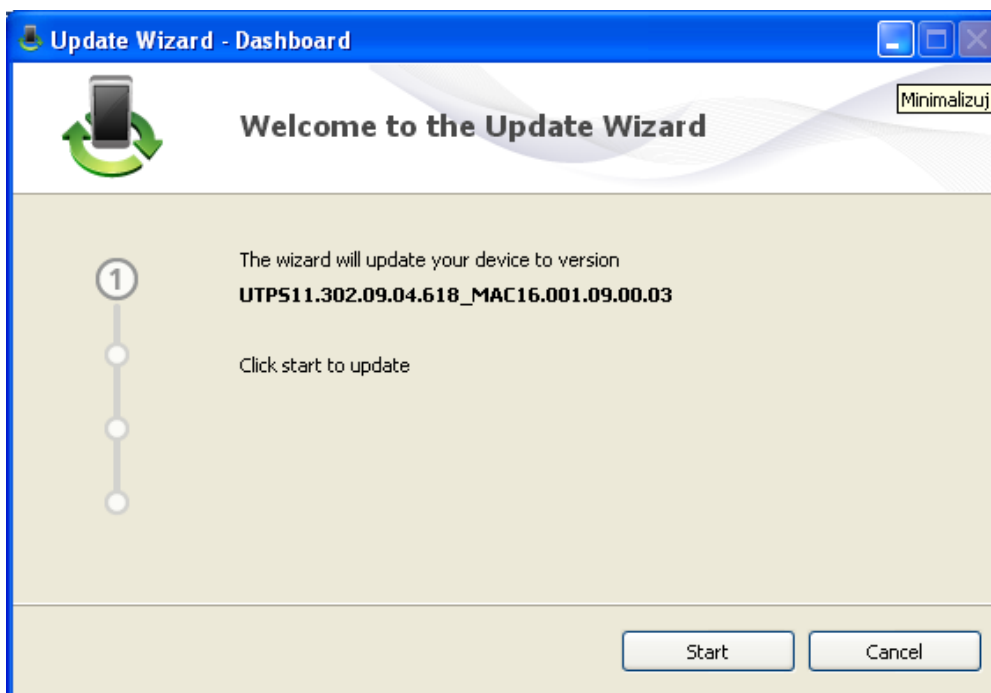 Update Wizard - Dashboard
Minimalizuj
Welcome to the Update Wizard
1
The wizard will update your device to version
UTPS11.302.09.04.618_MAC16.001.09.00.03
Click start to update
Start
Cancel